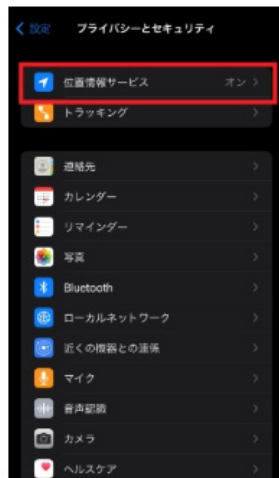 設定
プライバシーとセキュリティ
位置情報サービス オン
トラッキング
連絡先
カレンダー
リマインダー
写真
Bluetooth
ローカルネットワーク
近くの機器との連係
マイク
音声認識
カメラ
ヘルスケア